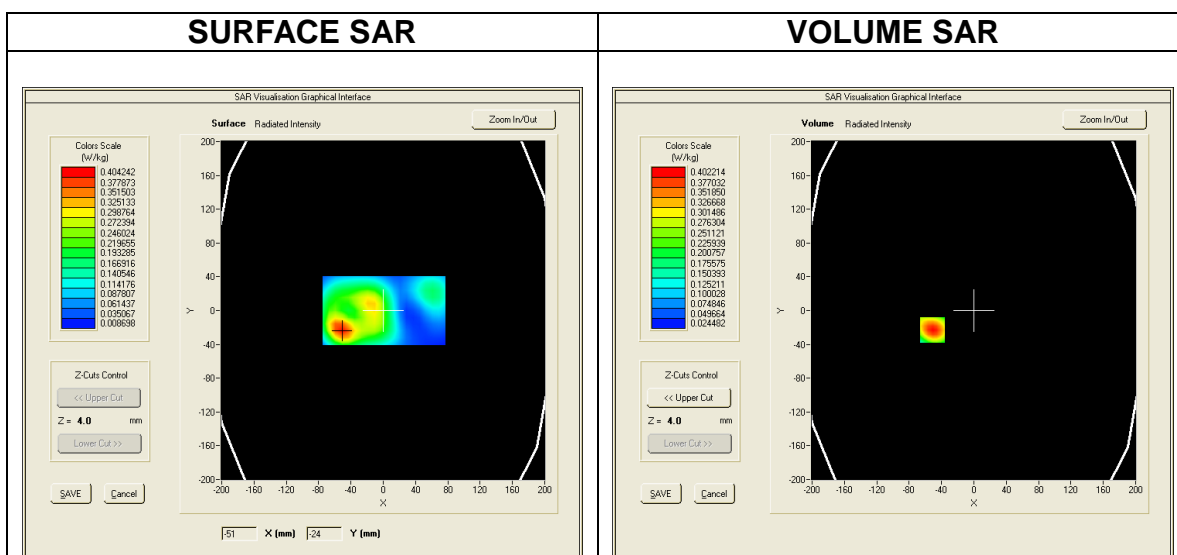 SURFACE SAR
VOLUME SAR
SAR Visualisation Graphical Interface
Surface Radiated Intensity
Zoom In/Out
Colors Scale
(W/kg)
0.404242
0.377873
0.351503
0.325133
0.298764
0.272394
0.246024
0.219655
0.193285
0.166916
0.140546
0.114176
0.087807
0.061437
0.035067
0.008698
200
160
120
80
40
0
-40
-80
-120
-160
-200
Y
-200 -160 -120 -80 -40 0 40 80 120 160 200
X
Z-Cuts Control
<< Upper Cut
Z = 4.0 mm
Lower Cut >>
SAVE Cancel
-51 X (mm) -24 Y (mm)
SAR Visualisation Graphical Interface
Volume Radiated Intensity
Zoom In/Out
Colors Scale
(W/kg)
0.402214
0.377032
0.351850
0.326668
0.301486
0.276304
0.251121
0.225939
0.200757
0.175575
0.150393
0.125211
0.100028
0.074846
0.049664
0.024482
200
160
120
80
40
0
-40
-80
-120
-160
-200
Y
-200 -160 -120 -80 -40 0 40 80 120 160 200
X
Z-Cuts Control
<< Upper Cut
Z = 4.0 mm
Lower Cut >>
SAVE Cancel